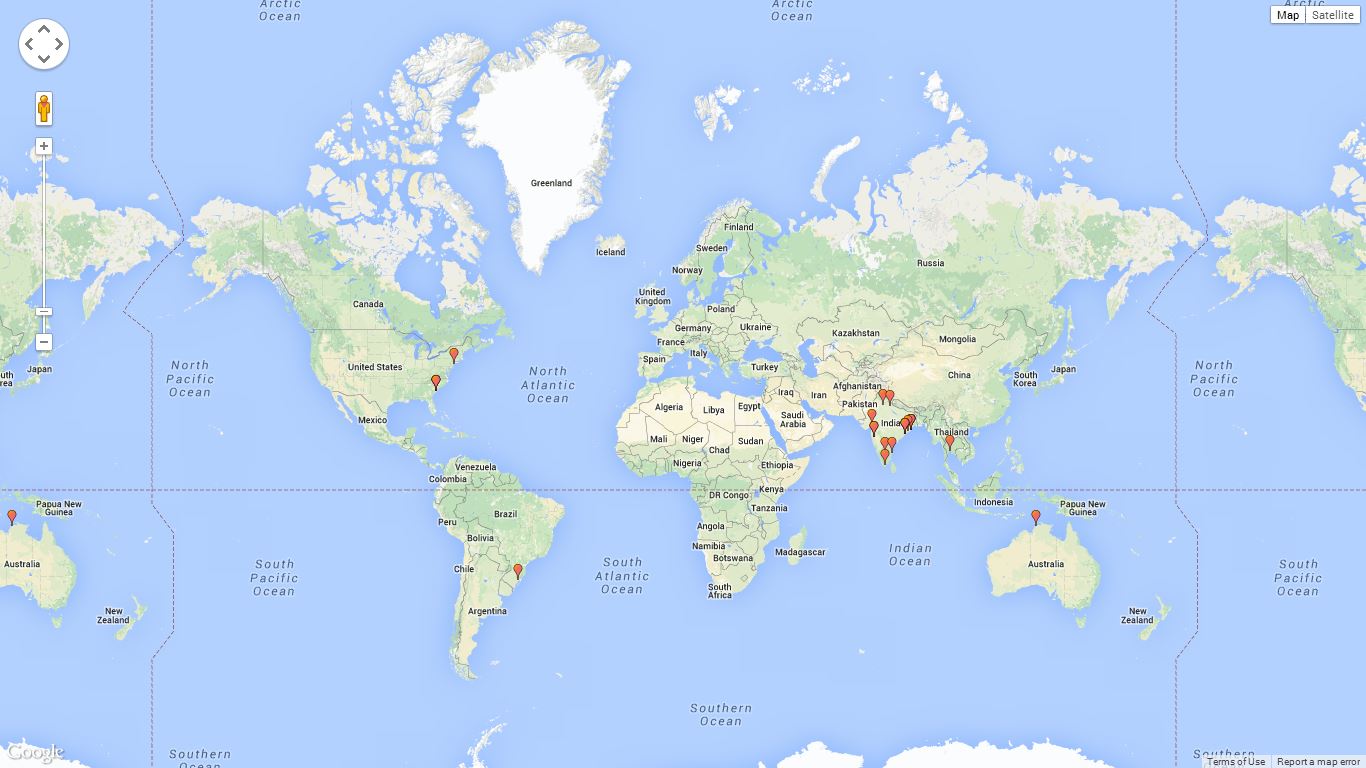 Arctic
Ocean
Arctic
Ocean
Arctic
Map
Satellite
Greenland
Finland
Iceland
Sweden
Norway
Russia
United
Kingdom
Canada
Poland
Germany
Ukraine
Kazakhstan
Mongolia
France
Italy
Spain
Turkey
United States
Japan
North
Pacific
Ocean
North
Atlantic
Ocean
China
South
Korea
Japan
North
Pacific
Ocean
Afghanistan
Iraq
Iran
Pakistan
Mexico
Algeria
Libya
Egypt
Saudi
Arabia
India
Mali
Niger
Sudan
Chad
Thailand
Nigeria
Ethiopia
Venezuela
Colombia
Kenya
DR Congo
Tanzania
Indonesia
Papua New
Guinea
Papua New
Guinea
Brazil
Peru
Bolivia
Angola
Namibia
Botswana
Madagascar
Indian
Ocean
Australia
Australia
Chile
South
Pacific
Ocean
South
Atlantic
Ocean
South
Africa
South
Pacific
Ocean
Argentina
New
Zealand
New
Zealand
Southern
Ocean
Southern
Ocean
Southern
Google
Terms of Use
Report a map error